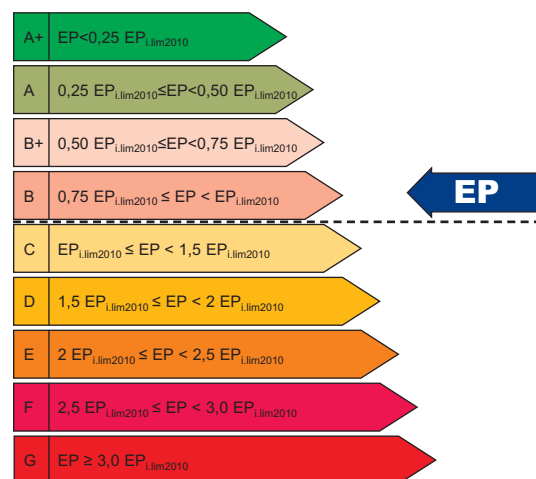 A+ EP<0,25 EPi.lim2010
A 0,25 EPi.lim2010≤EP<0,50 EPi.lim2010
B+ 0,50 EPi.lim2010≤EP<0,75 EPi.lim2010
B 0,75 EPi.lim2010 ≤ EP < EPi.lim2010
EP
C EPi.lim2010 ≤ EP < 1,5 EPi.lim2010
D 1,5 EPi.lim2010 ≤ EP < 2 EPi.lim2010
E 2 EPi.lim2010 ≤ EP < 2,5 EPi.lim2010
F 2,5 EPi.lim2010 ≤ EP < 3,0 EPi.lim2010
G EP ≥ 3,0 EPi.lim2010